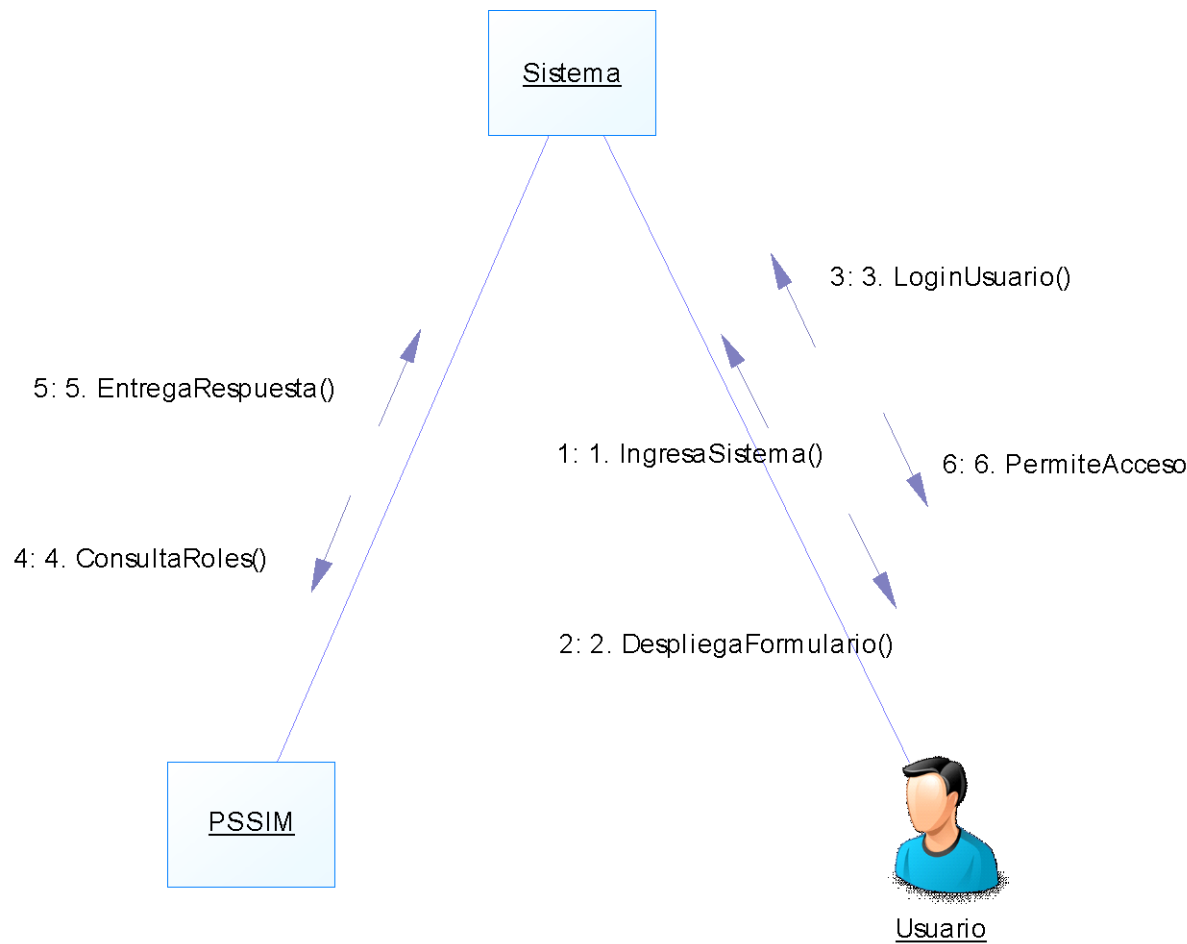 Sistema
3: 3. LoginUsuario()
5: 5. EntregaRespuesta()
1: 1. IngresaSistema()
6: 6. PermiteAcceso
4: 4. ConsultaRoles()
2: 2. DespliegaFormulario()
PSSIM
Usuario